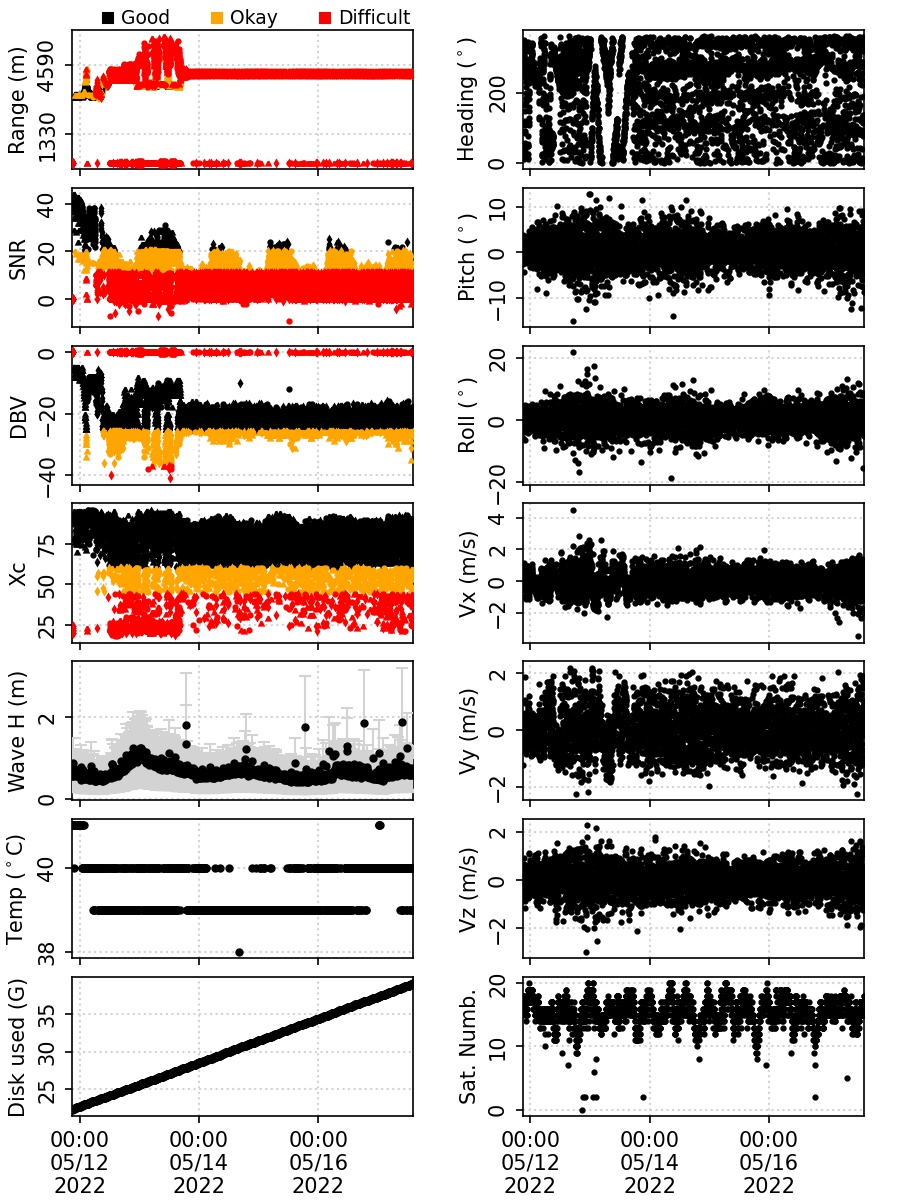 Good Okay Difficult
Range (m)
4590
1330
Heading (°)
200
0
SNR
40
20
0
Pitch (°)
10
0
−10
DBV
0
−20
−40
Roll (°)
20
0
−20
Xc
75
50
25
Vx (m/s)
4
2
0
−2
Wave H (m)
2
0
Vy (m/s)
2
0
−2
Temp (°C)
40
38
Vz (m/s)
2
0
−2
Disk used (G)
35
30
25
Sat. Numb.
20
10
0
00:00 00:00 00:00
05/12 05/14 05/16
2022 2022 2022
00:00 00:00 00:00
05/12 05/14 05/16
2022 2022 2022